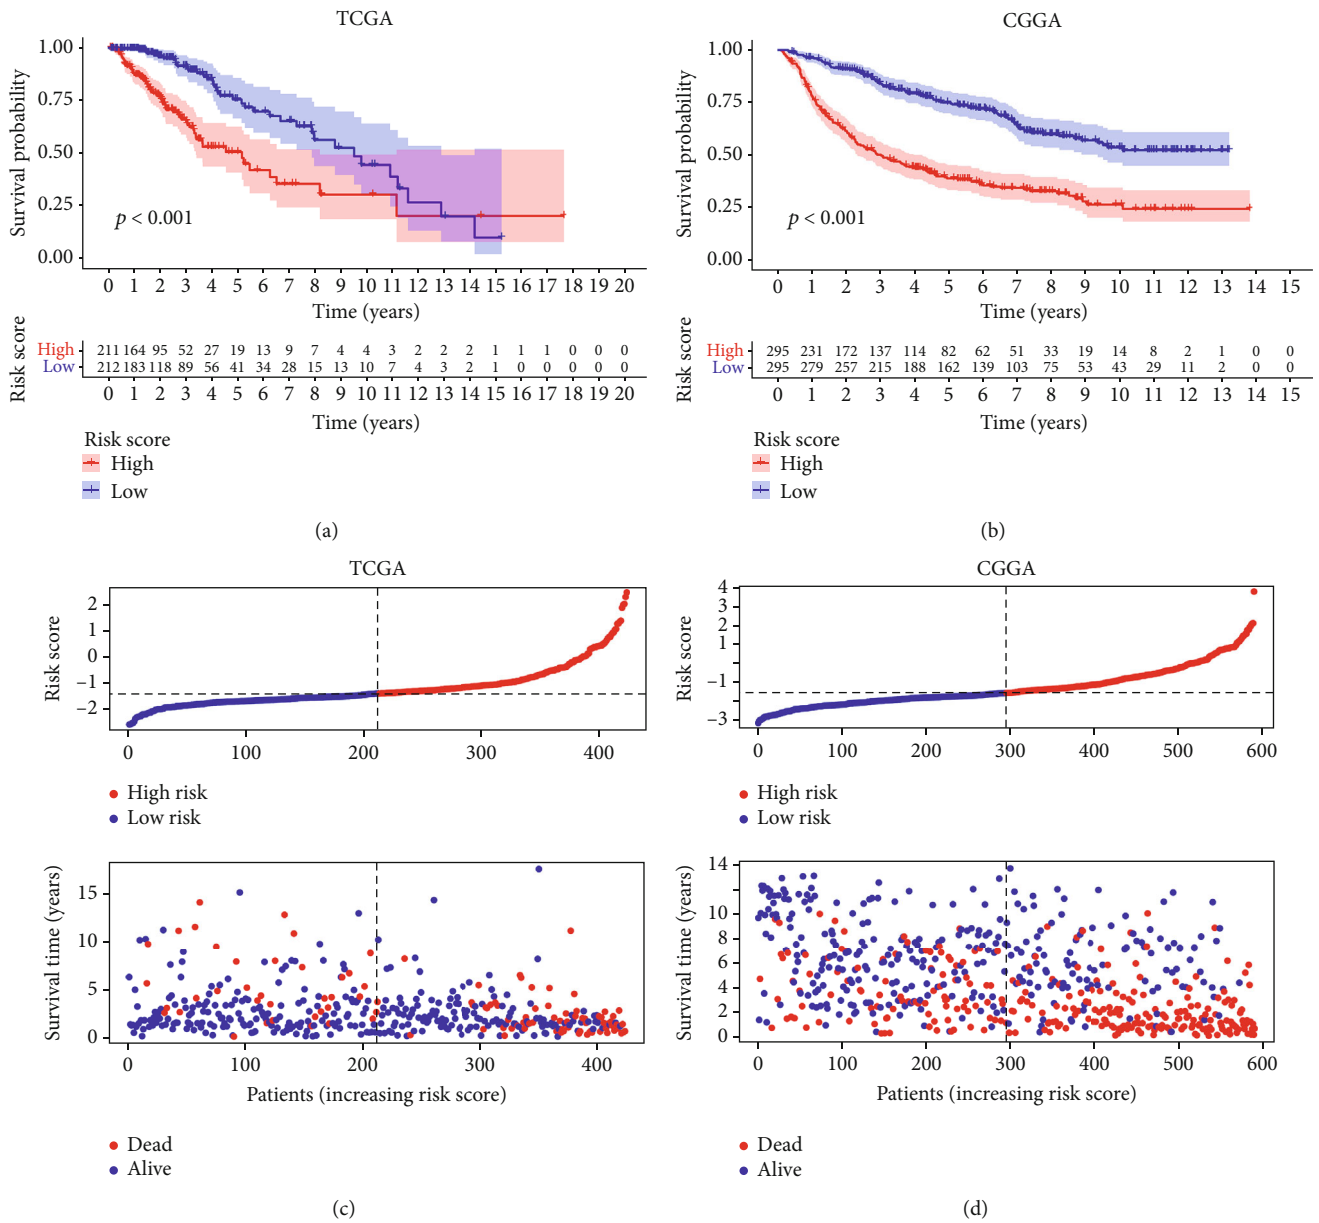 TCGA
Survival probability
1.00
0.75
0.50
0.25
0.00
p < 0.001
0 1 2 3 4 5 6 7 8 9 10 11 12 13 14 15 16 17 18 19 20
Time (years)
Risk score
High 211 164 95 52 27 19 13 9 7 4 4 3 2 2 2 1 1 1 0 0 0
Low 212 183 118 89 56 41 34 28 15 13 10 7 4 3 2 1 0 0 0 0 0
0 1 2 3 4 5 6 7 8 9 10 11 12 13 14 15 16 17 18 19 20
Time (years)
Risk score
High
Low
(a)
CGGA
Survival probability
1.00
0.75
0.50
0.25
0.00
p < 0.001
0 1 2 3 4 5 6 7 8 9 10 11 12 13 14 15
Time (years)
Risk score
High 295 231 172 137 114 82 62 51 33 19 14 8 2 1 0 0
Low 295 279 257 215 188 162 139 103 75 53 43 29 11 2 0 0
0 1 2 3 4 5 6 7 8 9 10 11 12 13 14 15
Time (years)
Risk score
High
Low
(b)
TCGA
Risk score
2
1
0
−1
−2
0 100 200 300 400
High risk
Low risk
Survival time (years)
15
10
5
0
0 100 200 300 400
Patients (increasing risk score)
Dead
Alive
(c)
CGGA
Risk score
4
3
2
1
−1
−3
0 100 200 300 400 500 600
High risk
Low risk
Survival time (years)
14
10
8
6
4
2
0
0 100 200 300 400 500 600
Patients (increasing risk score)
Dead
Alive
(d)